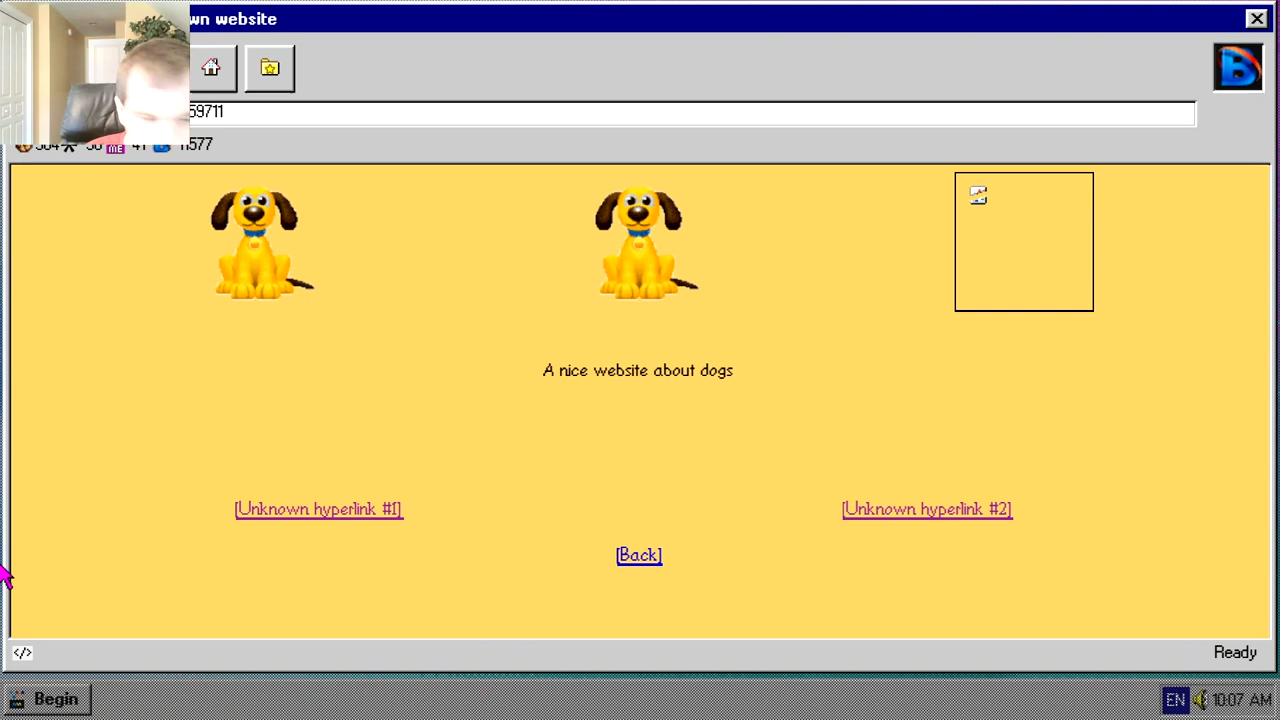 wn website
59711
577
A nice website about dogs
[Unknown hyperlink #1]
[Unknown hyperlink #2]
[Back]
</>
Ready
Begin
EN
10:07 AM